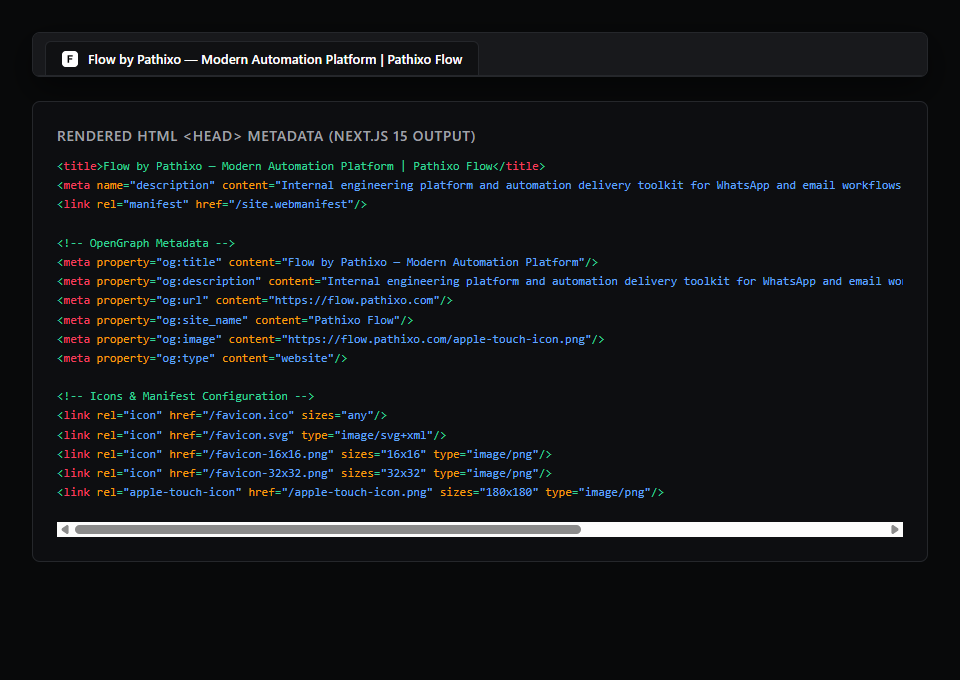 F Flow by Pathixo — Modern Automation Platform | Pathixo Flow
RENDERED HTML <HEAD> METADATA (NEXT.JS 15 OUTPUT)
<title>Flow by Pathixo — Modern Automation Platform | Pathixo Flow</title>
<meta name="description" content="Internal engineering platform and automation delivery toolkit for WhatsApp and email workflows
<link rel="manifest" href="/site.webmanifest"/>
<!-- OpenGraph Metadata -->
<meta property="og:title" content="Flow by Pathixo — Modern Automation Platform"/>
<meta property="og:description" content="Internal engineering platform and automation delivery toolkit for WhatsApp and email wor
<meta property="og:url" content="https://flow.pathixo.com"/>
<meta property="og:site_name" content="Pathixo Flow"/>
<meta property="og:image" content="https://flow.pathixo.com/apple-touch-icon.png"/>
<meta property="og:type" content="website"/>
<!-- Icons & Manifest Configuration -->
<link rel="icon" href="/favicon.ico" sizes="any"/>
<link rel="icon" href="/favicon.svg" type="image/svg+xml"/>
<link rel="icon" href="/favicon-16x16.png" sizes="16x16" type="image/png"/>
<link rel="icon" href="/favicon-32x32.png" sizes="32x32" type="image/png"/>
<link rel="apple-touch-icon" href="/apple-touch-icon.png" sizes="180x180" type="image/png"/>